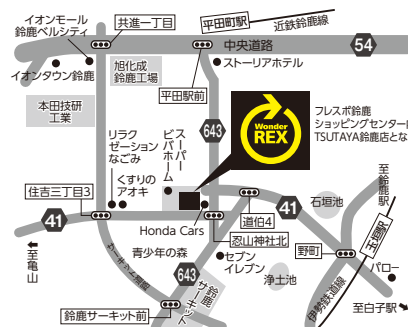 イオンモール
鈴鹿ベルシティ
共進一丁目
平田町駅
近鉄鈴鹿線
中央道路
54
イオンタウン鈴鹿
旭化成
鈴鹿工場
ストーリアホテル
平田駅前
本田技研
工業
643
Wonder
REX
フレスポ鈴鹿
ショッピングセンター内
TSUTAYA鈴鹿店とな
リラク
ゼーション
なごみ
スーパー
ビバホーム
くすりの
アオキ
住吉三丁目3
41
Honda Cars
道伯4
41
石垣池
至鈴鹿駅
玉垣駅
忍山神社北
野町
至亀山
青少年の森
セブン
イレブン
浄土池
バロー
643
鈴鹿
サーキット
鈴鹿サーキット前
伊勢鉄道線
至白子駅